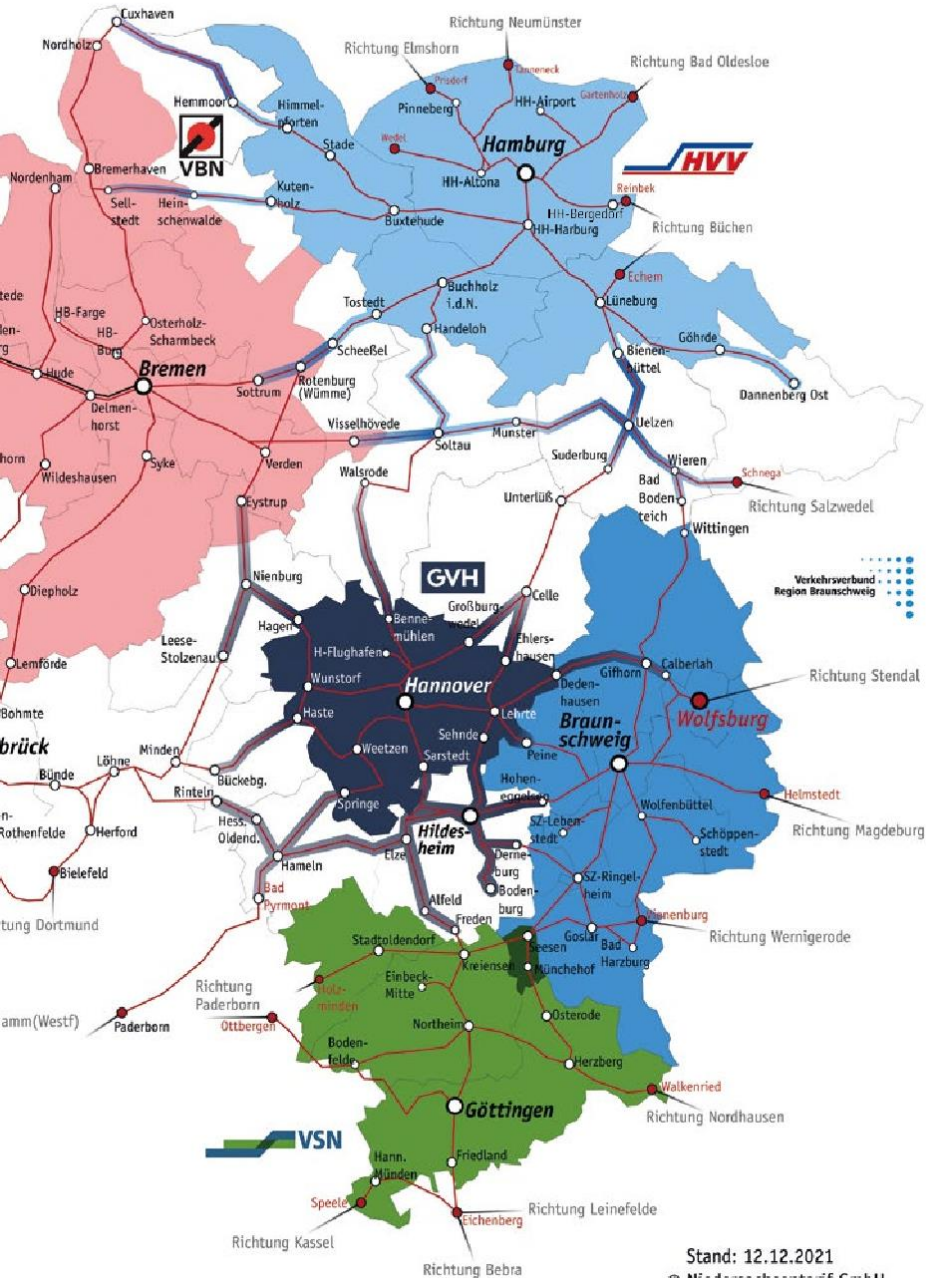 Cuxhaven
Nordholz
Richtung Neumünster
Richtung Elmshorn
Richtung Bad Oldesloe
Prisdorf
Gartenholz
Pinneberg
HH-Airport
Hemmoor
Himmel-
pforten
VBN
Wedel
Stade
Hamburg
HVV
HH-Altona
Bremerhaven
Nordenham
Sell-
stedt
Hein-
schenwalde
Kuten-
holz
Reinbek
HH-Bergedorf
Buxtehude
HH-Harburg
Richtung Büchen
Echem
Buchholz
i.d.N.
Lüneburg
Tostedt
HB-Farge
Osterholz-
Scharmbeck
HB-
Burg
Handeloh
Göhrde
Scheeßel
Bienen-
büttel
Hude
Bremen
Rotenburg
(Wümme)
Sottrum
Dannenberg Ost
Delmen-
horst
Visselhövede
Munster
Uelzen
Soltau
Suderburg
Verden
Syke
Wildeshausen
Walsrode
Wieren
Bad
Boden
teich
Schnega
Richtung Salzwedel
Eystrup
Unterlüß
Wittingen
Nienburg
GVH
Verkehrsverbund
Region Braunschweig
Diepholz
Celle
Großburg-
wedel
Benne-
mühlen
Hagen
Leese-
Stolzenau
H-Flughafen
Ehlers-
hausen
Lemförde
Wunstorf
Gifhorn
Calberlah
Richtung Stendal
Hannover
Deden-
hausen
Bohmte
Haste
Lehrte
Braun-
schweig
Wolfsburg
brück
Minden
Weetzen
Sehnde
Sarstedt
Peine
Löhne
Bünde
Bückebg.
Rinteln
Hohen-
eggelsen
Helmstedt
Springe
Wolfenbüttel
Rothenfelde
Herford
Hess.
Oldend.
Hildes-
heim
SZ-Leben-
stedt
Schöppen-
stedt
Richtung Magdeburg
Elze
Derne-
burg
Hameln
Bielefeld
SZ-Ringel-
heim
Boden-
burg
Bad
Pyrmont
Alfeld
Freden
Vienenburg
tung Dortmund
Richtung Wernigerode
Stadtoldendorf
Seesen
Goslar
Bad
Harzburg
Kreiensen
Münchehof
Einbeck-
Mitte
Holz-
minden
Richtung
Paderborn
amm(Westf)
Paderborn
Ottbergen
Northeim
Osterode
Boden-
felde
Herzberg
Walkenried
Göttingen
Richtung Nordhausen
VSN
Friedland
Hann.
Münden
Speele
Eichenberg
Richtung Leinefelde
Richtung Kassel
Richtung Bebra
Stand: 12.12.2021